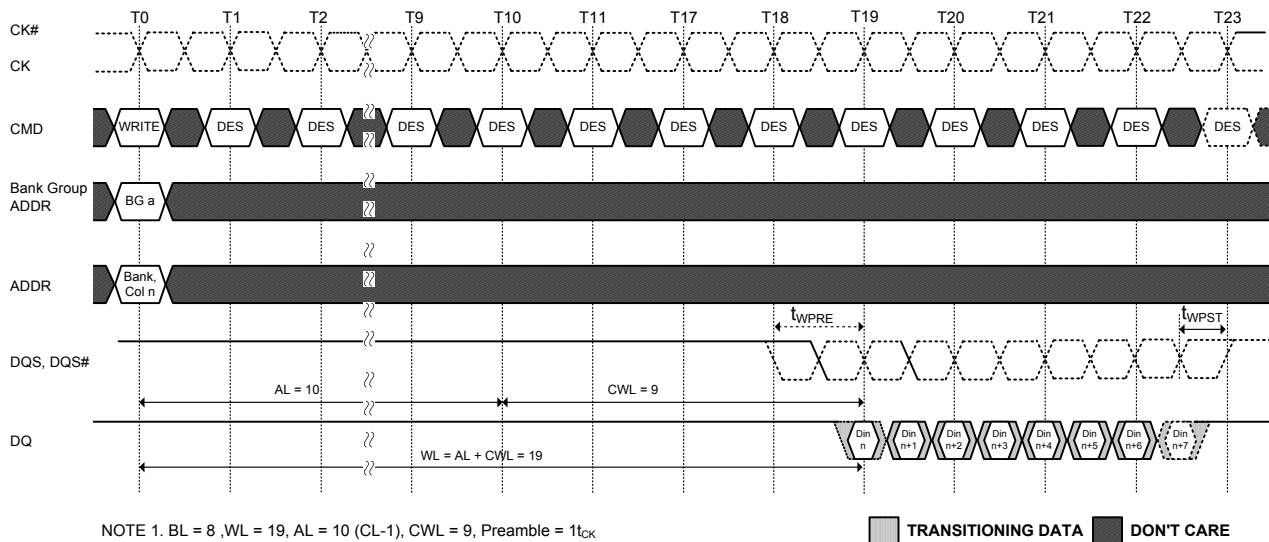 T0 T1 T2 T9 T10 T11 T17 T18 T19 T20 T21 T22 T23
CK#
CK
CMD WRITE DES DES DES DES DES DES DES DES DES DES DES DES
Bank Group
ADDR
BG a
ADDR
Bank,
Col n
tWPRE
tWPST
DQS, DQS#
AL = 10
CWL = 9
DQ
Din
n
Din
n+1
Din
n+2
Din
n+3
Din
n+4
Din
n+5
Din
n+6
Din
n+7
WL = AL + CWL = 19
NOTE 1. BL = 8 ,WL = 19, AL = 10 (CL-1), CWL = 9, Preamble = 1tCK
TRANSITIONING DATA
DON'T CARE